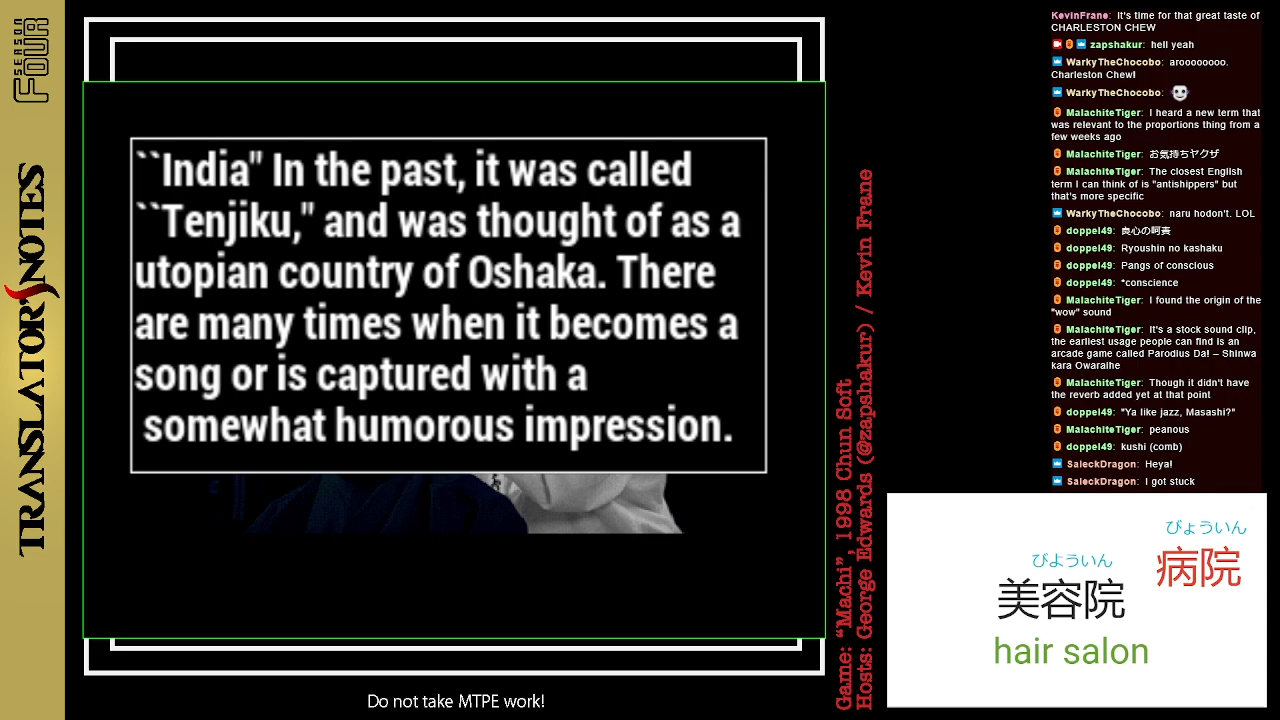 SEASON
FOUR
TRANSLATOR'S NOTES
``India" In the past, it was called
``Tenjiku," and was thought of as a
utopian country of Oshaka. There
are many times when it becomes a
song or is captured with a
somewhat humorous impression.
Do not take MTPE work!
Game: “Machi”, 1998 Chun Soft
Hosts: George Edwards (@zapshakur) / Kevin Frane
KevinFrane: It's time for that great taste of
CHARLESTON CHEW
zapshakur: hell yeah
WarkyTheChocobo: aroooooooo.
Charleston Chew!
WarkyTheChocobo:
MalachiteTiger: I heard a new term that
was relevant to the proportions thing from a
few weeks ago
MalachiteTiger: お気持ちヤクザ
MalachiteTiger: The closest English
term I can think of is "antishipper" but
that's more specific
WarkyTheChocobo: naru hodon't. LOL
doppel49: 良心の呵責
doppel49: Ryoushin no kashaku
doppel49: Panes of conscious
doppel49: *conscience
MalachiteTiger: I found the origin of the
"wow" sound
MalachiteTiger: It's a stock sound clip,
the earliest usage people can find is an
arcade game called Parodius Da! Shinwa
kara Owaraihe
MalachiteTiger: Though it didn't have
the reverb added yet at that point
doppel49: "Ya like jazz, Masami?"
MalachiteTiger: peanous
doppel49: kushi (comb)
SaleckDragon: Heya!
SaleckDragon: I got stuck
びょういん
病院
びよういん
美容院
hair salon